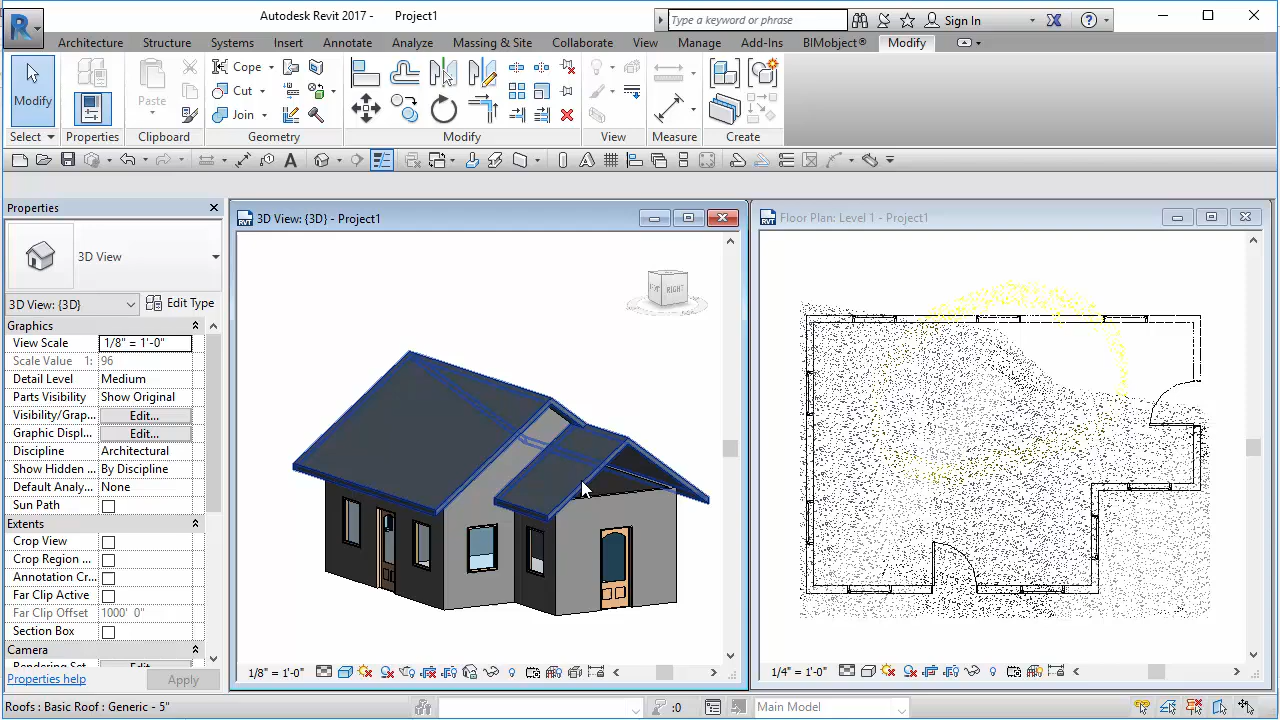 Autodesk Revit 2017 - Project1
Type a keyword or phrase
Sign In
Architecture Structure Systems Insert Annotate Analyze Massing & Site Collaborate View Manage Add-Ins BIMobject® Modify
Modify
Paste
Cope
Cut
Join
Select Properties Clipboard Geometry Modify View Measure Create
Properties
3D View
3D View: {3D}
Edit Type
Graphics
View Scale 1/8" = 1'-0"
Scale Value 1: 96
Detail Level Medium
Parts Visibility Show Original
Visibility/Grap... Edit...
Graphic Displ... Edit...
Discipline Architectural
Show Hidden ... By Discipline
Default Analy... None
Sun Path
Extents
Crop View
Crop Region ...
Annotation Cr...
Far Clip Active
Far Clip Offset 1000' 0"
Section Box
Camera
Rendering Set... Edit...
Properties help
Apply
3D View: {3D} - Project1
RIGHT
1/8" = 1'-0"
Floor Plan: Level 1 - Project1
1/4" = 1'-0"
Roofs : Basic Roof : Generic - 5"
:0
Main Model